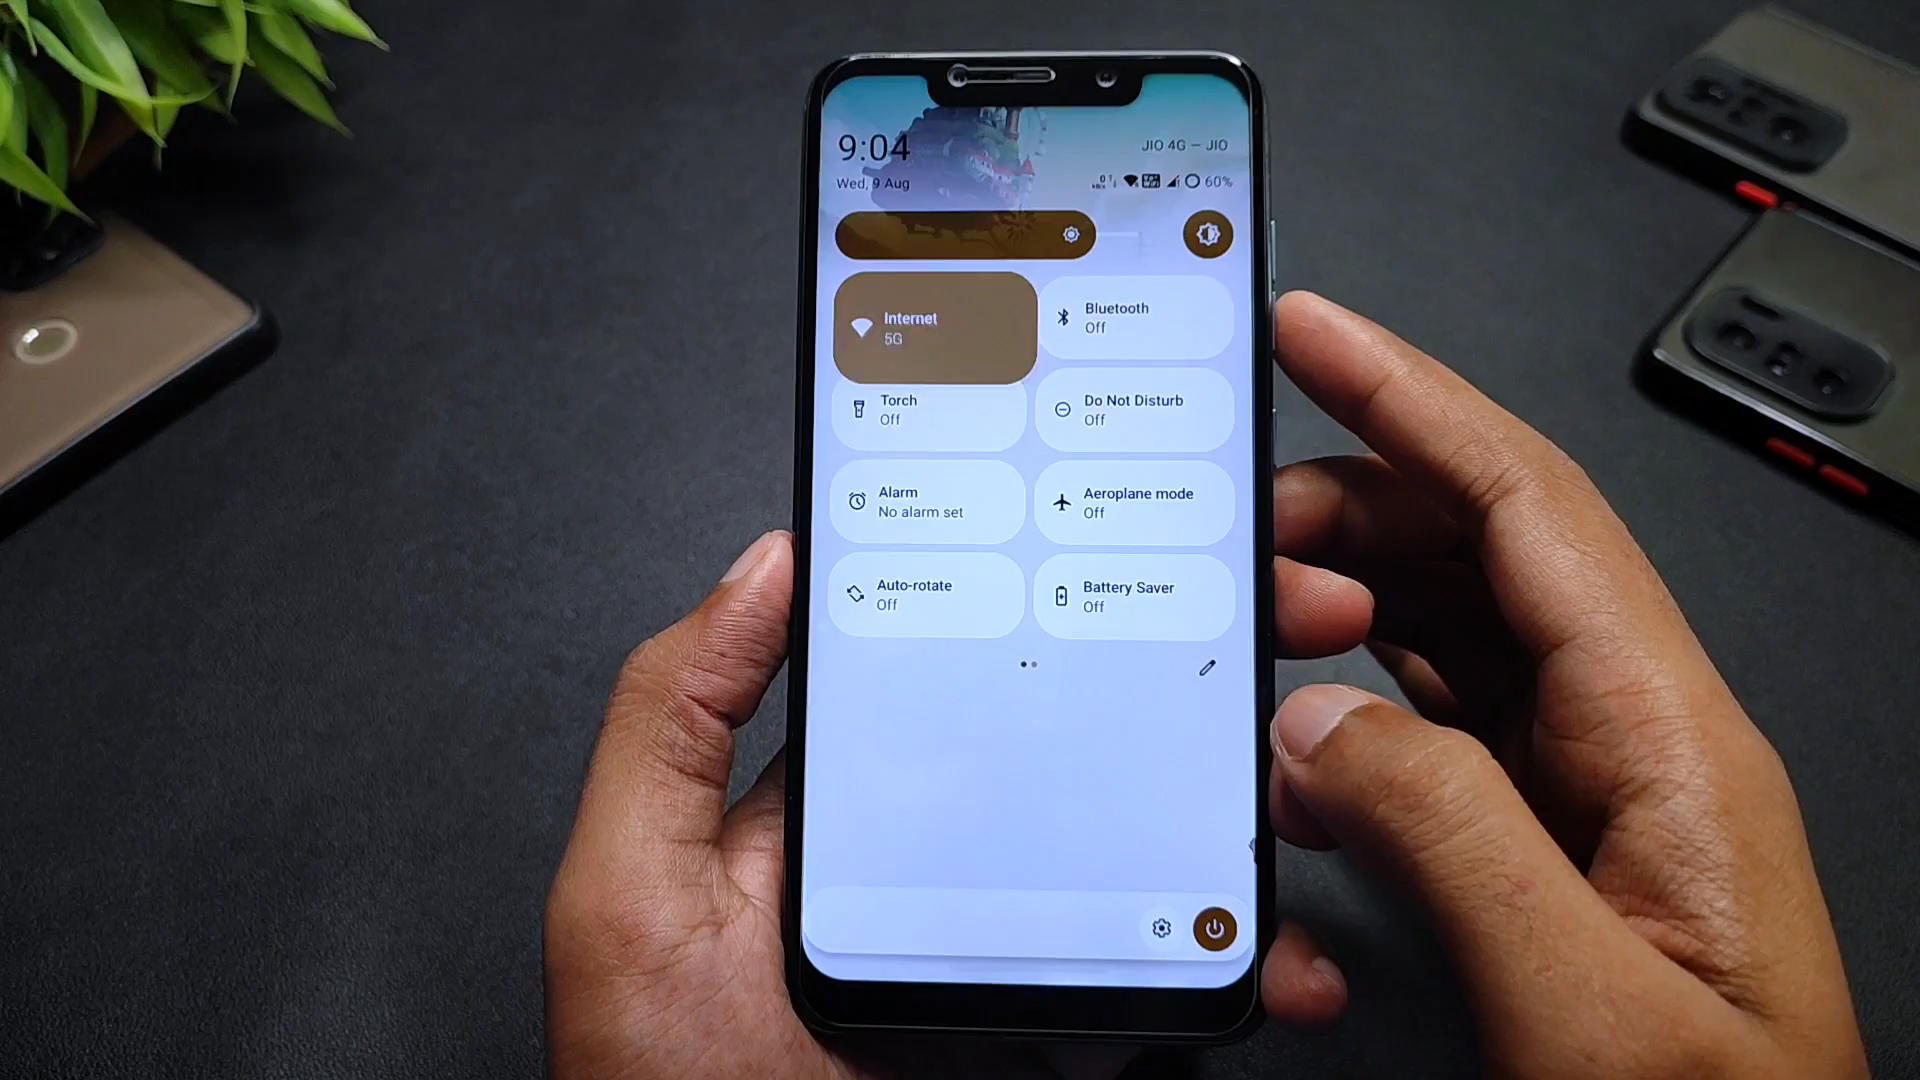 9:04
JIO 4G — JIO
Wed, 9 Aug
60%
Internet
5G
Bluetooth
Off
Torch
Off
Do Not Disturb
Off
Alarm
No alarm set
Aeroplane mode
Off
Auto-rotate
Off
Battery Saver
Off